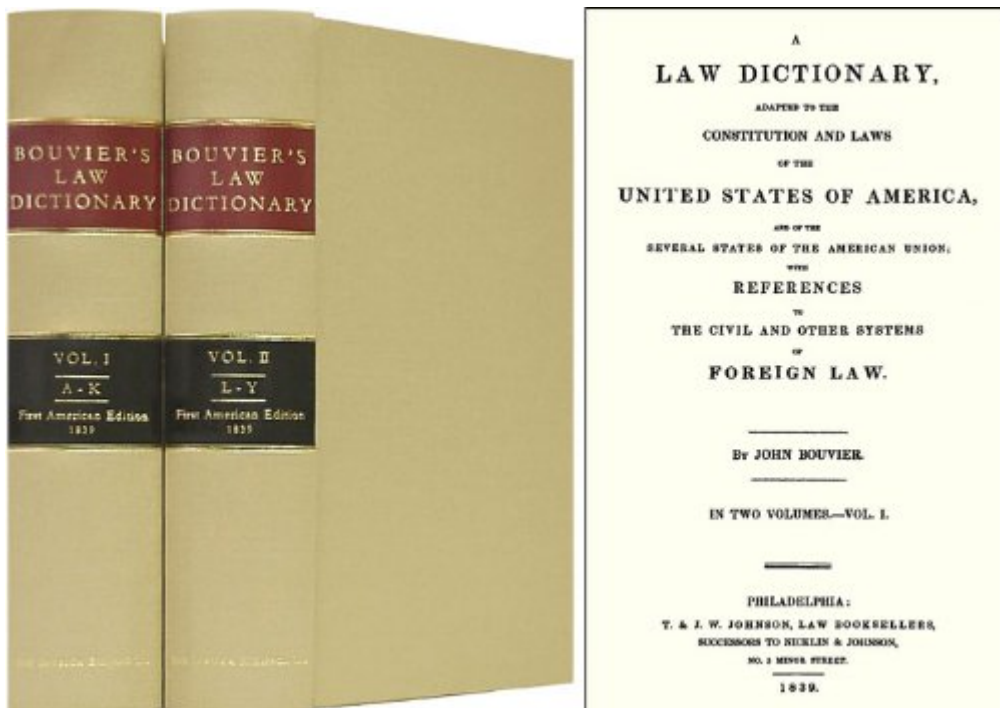 BOUVIER'S
LAW
DICTIONARY
VOL. I
A-K
First American Edition
1839
BOUVIER'S
LAW
DICTIONARY
VOL. II
L-Y
First American Edition
1839
A
LAW DICTIONARY,
ADAPTED TO THE
CONSTITUTION AND LAWS
OF THE
UNITED STATES OF AMERICA,
AND OF THE
SEVERAL STATES OF THE AMERICAN UNION;
WITH
REFERENCES
TO
THE CIVIL AND OTHER SYSTEMS
OF
FOREIGN LAW.
BY JOHN BOUVIER.
IN TWO VOLUMES.—VOL. I.
PHILADELPHIA:
T. & J. W. JOHNSON, LAW BOOKSELLERS,
SUCCESSORS TO NICKLIN & JOHNSON,
NO. 5 MINOR STREET.
1839.